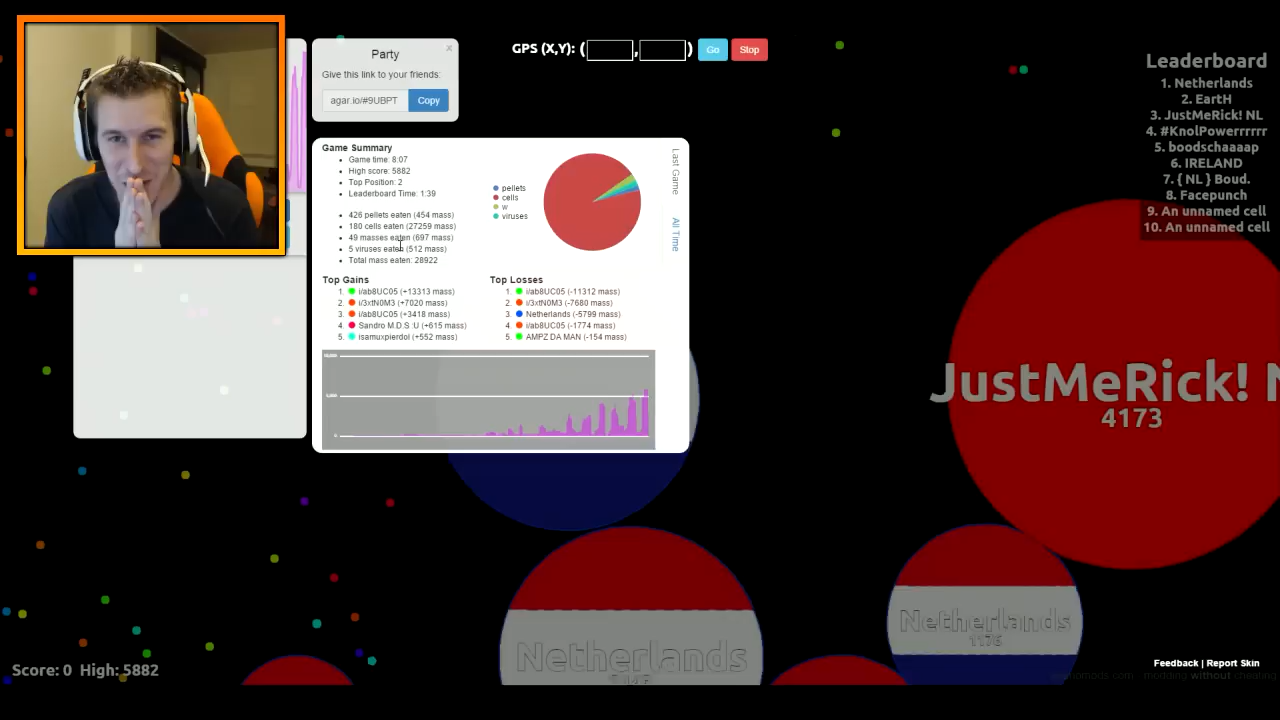 Party
x
Give this link to your friends:
agar.io/#9UBPT
Copy
GPS (X,Y): ( , )
Go
Stop
Leaderboard
1. Netherlands
2. EartH
3. JustMeRick! NL
4. #KnolPowerrrrrr
5. boodschaaaap
6. IRELAND
7. { NL } Boud.
8. Facepunch
9. An unnamed cell
10. An unnamed cell
Game Summary
Game time: 8:07
High score: 5882
Top Position: 2
Leaderboard Time: 1:39
426 pellets eaten (454 mass)
180 cells eaten (27259 mass)
49 masses eaten (697 mass)
5 viruses eaten (512 mass)
Total mass eaten: 28922
pellets
cells
w
viruses
Last Game
All Time
Top Gains
1. i/ab8UC05 (+13313 mass)
2. i/3xtN0M3 (+7020 mass)
3. i/ab8UC05 (+3418 mass)
4. Sandro M.D.S :U (+615 mass)
5. isamuxpierdol (+552 mass)
Top Losses
1. i/ab8UC05 (-11312 mass)
2. i/3xtN0M3 (-7680 mass)
3. Netherlands (-5799 mass)
4. i/ab8UC05 (-1774 mass)
5. AMPZ DA MAN (-154 mass)
JustMeRick! N
4173
Netherlands
1176
Netherlands
Score: 0 High: 5882
Feedback | Report Skin
modding without cheating